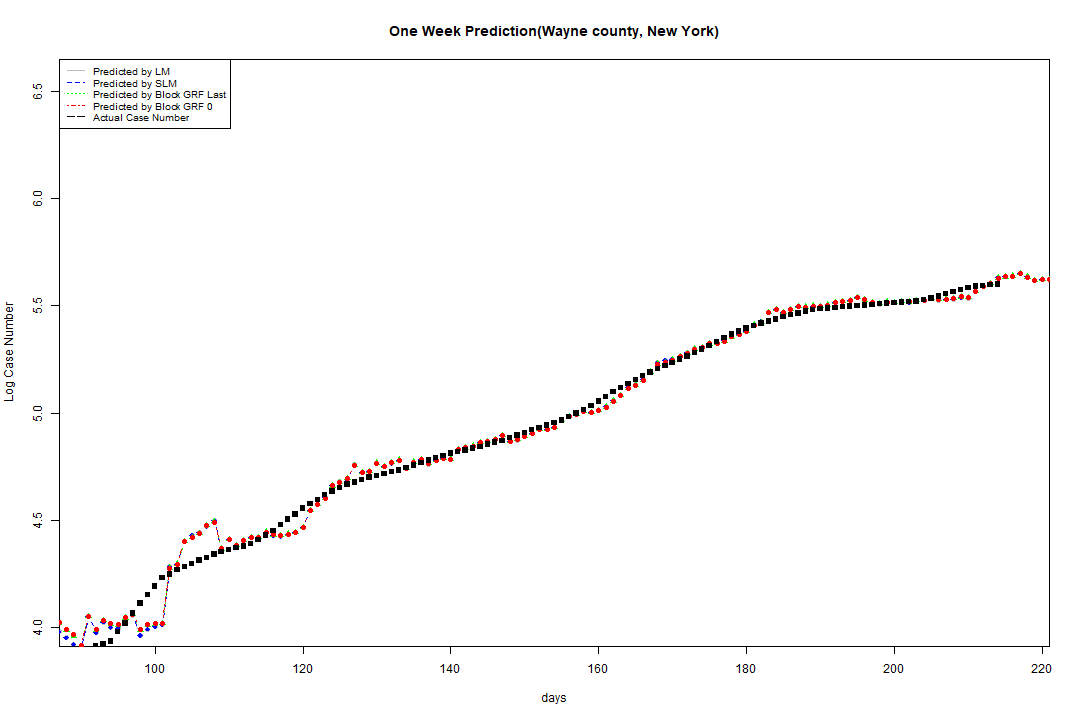 One Week Prediction(Wayne county, New York)
Predicted by LM
Predicted by SLM
Predicted by Block GRF Last
Predicted by Block GRF 0
Actual Case Number
6.5
6.0
5.5
5.0
4.5
4.0
Log Case Number
100 120 140 160 180 200 220
days